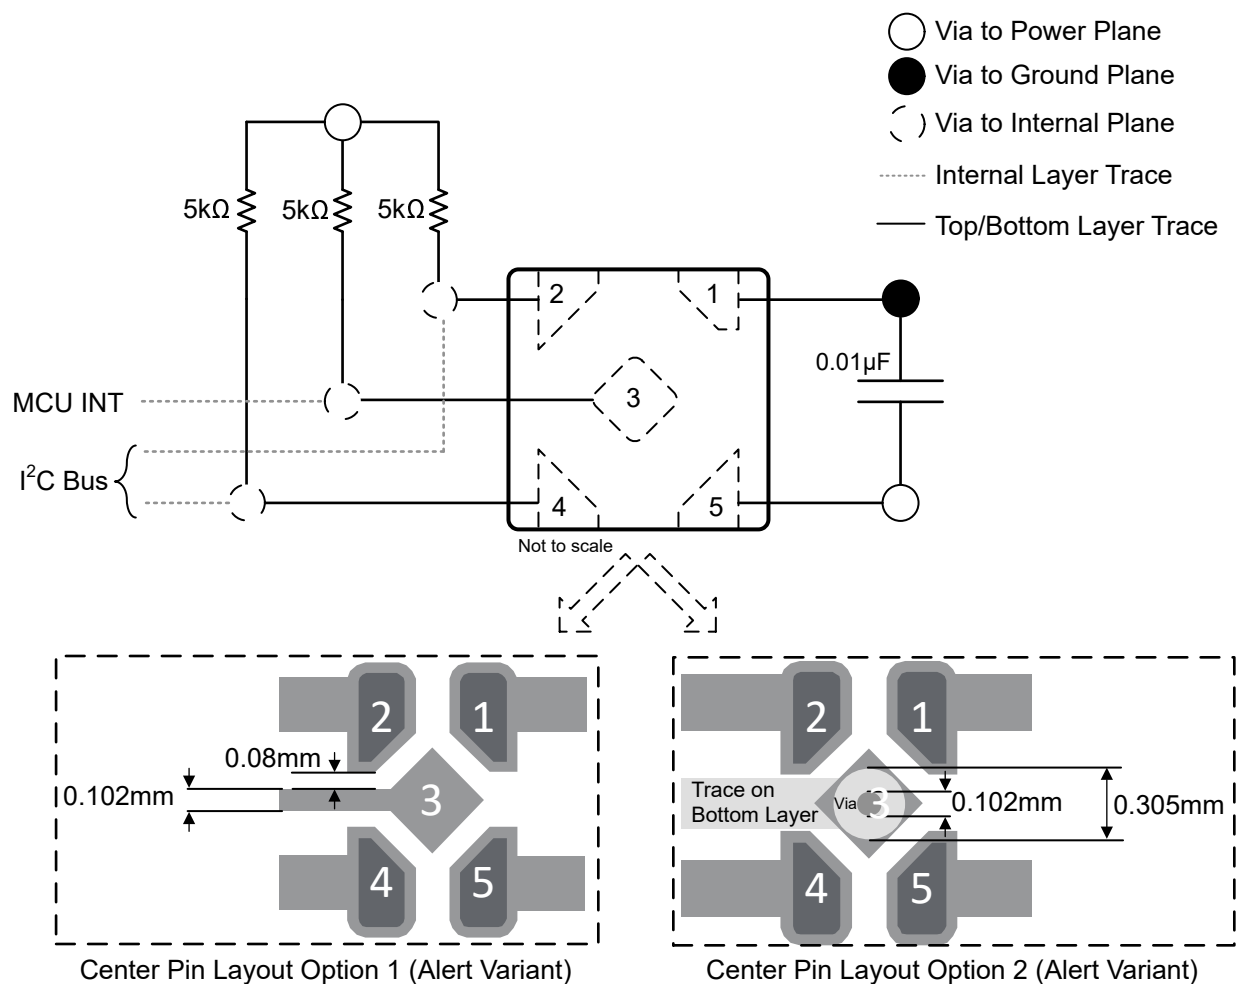 Via to Power Plane
Via to Ground Plane
Via to Internal Plane
Internal Layer Trace
Top/Bottom Layer Trace
5kΩ
5kΩ
5kΩ
2
1
0.01µF
3
MCU INT
I²C Bus
4
5
Not to scale
2
1
0.08mm
0.102mm
3
4
5
Center Pin Layout Option 1 (Alert Variant)
2
1
Trace on
Bottom Layer
Via
3
0.102mm
0.305mm
4
5
Center Pin Layout Option 2 (Alert Variant)